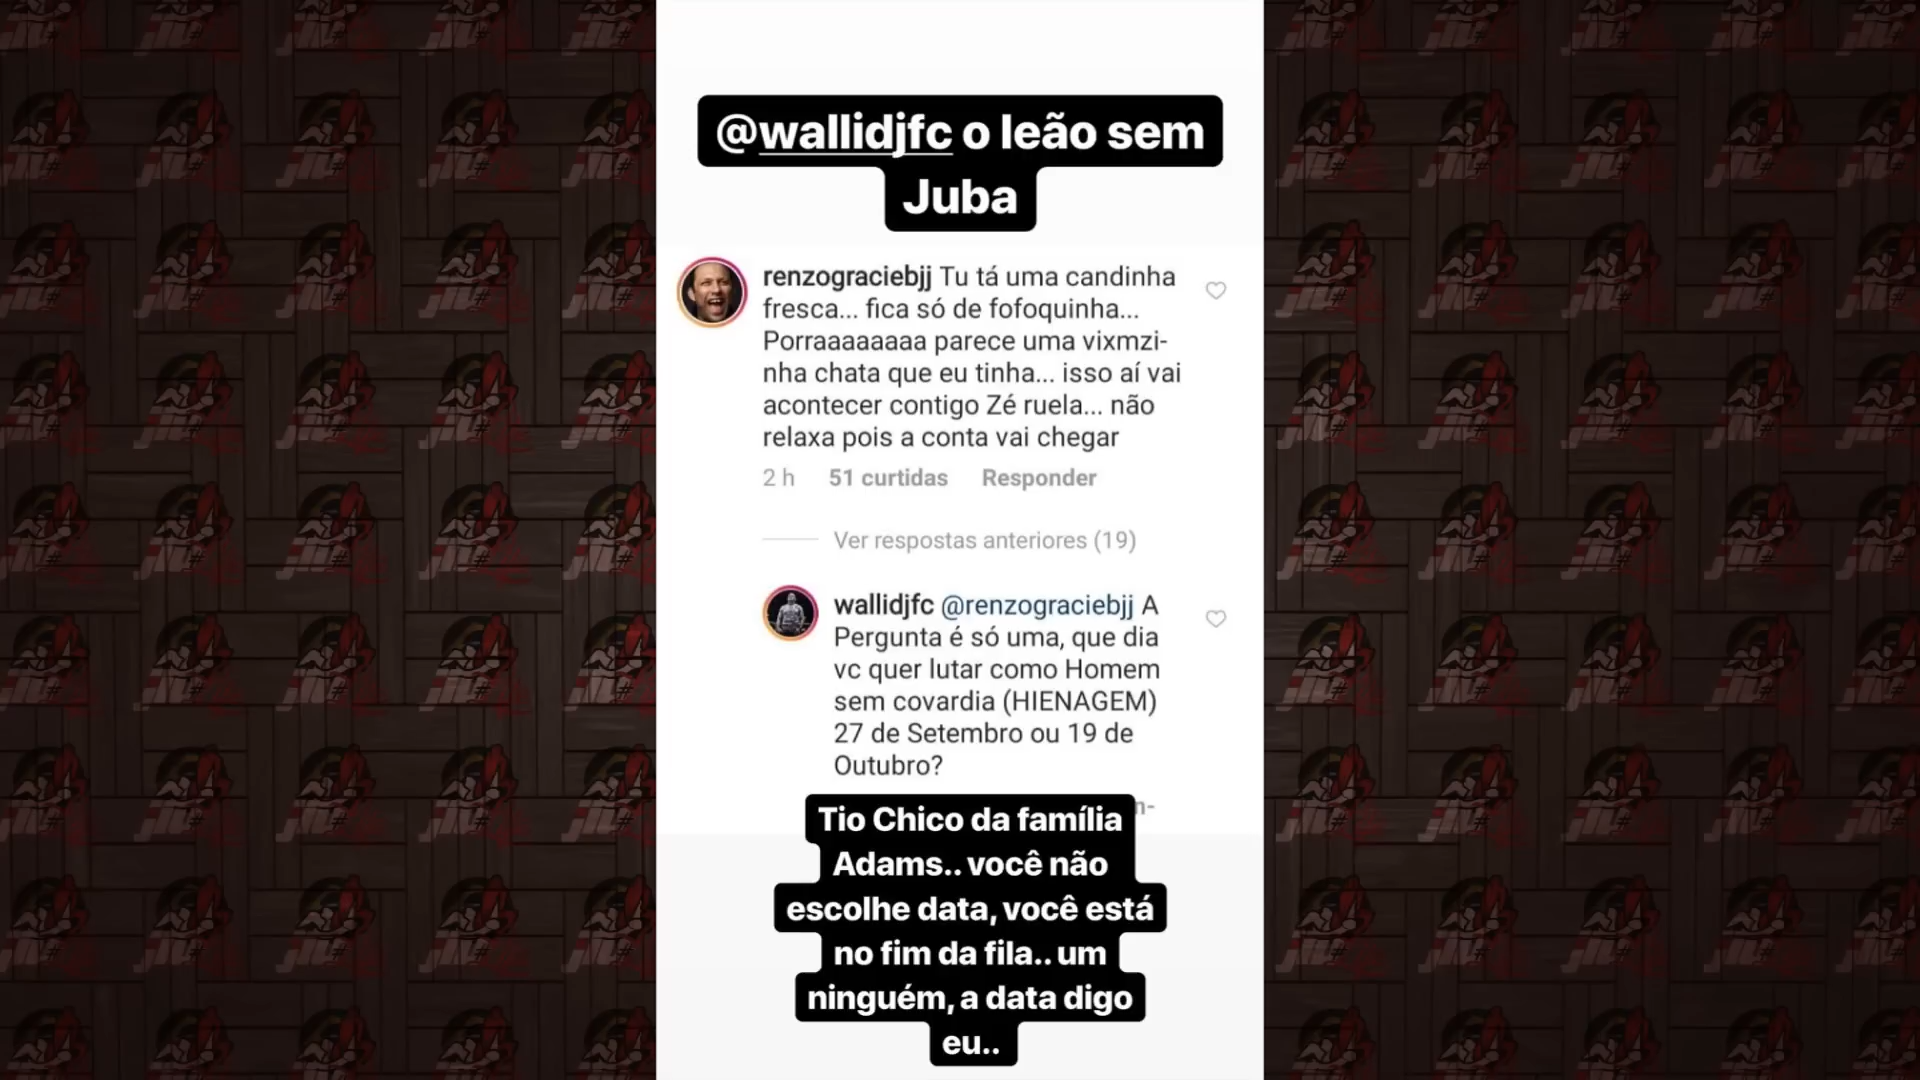 @wallidjfc o leão sem
Juba
renzograciebjj Tu tá uma candinha
fresca... fica só de fofoquinha...
Porraaaaaaaa parece uma vixmzi-
nha chata que eu tinha... isso aí vai
acontecer contigo Zé ruela... não
relaxa pois a conta vai chegar
2 h 51 curtidas Responder
Ver respostas anteriores (19)
wallidjfc @renzograciebjj A
Pergunta é só uma, que dia
vc quer lutar como Homem
sem covardia (HIENAGEM)
27 de Setembro ou 19 de
Outubro?
Tio Chico da família
Adams.. você não
escolhe data, você está
no fim da fila.. um
ninguém, a data digo
eu..